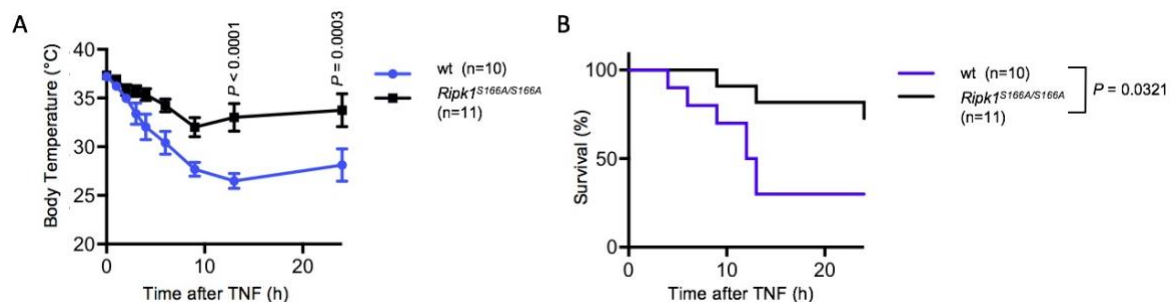 A
Body Temperature (°C)
40
35
30
25
20
0
10
20
Time after TNF (h)
P < 0.0001
P = 0.0003
wt (n=10)
Ripk1S166A/S166A
(n=11)
B
Survival (%)
100
50
0
0
10
20
Time after TNF (h)
wt (n=10)
Ripk1S166A/S166A
(n=11)
P = 0.0321